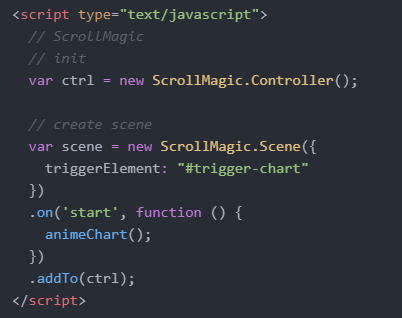 <script type="text/javascript">
  // ScrollMagic
  // init
  var ctrl = new ScrollMagic.Controller();

  // create scene
  var scene = new ScrollMagic.Scene({
    triggerElement: "#trigger-chart"
  })
  .on('start', function () {
    animeChart();
  })
  .addTo(ctrl);
</script>